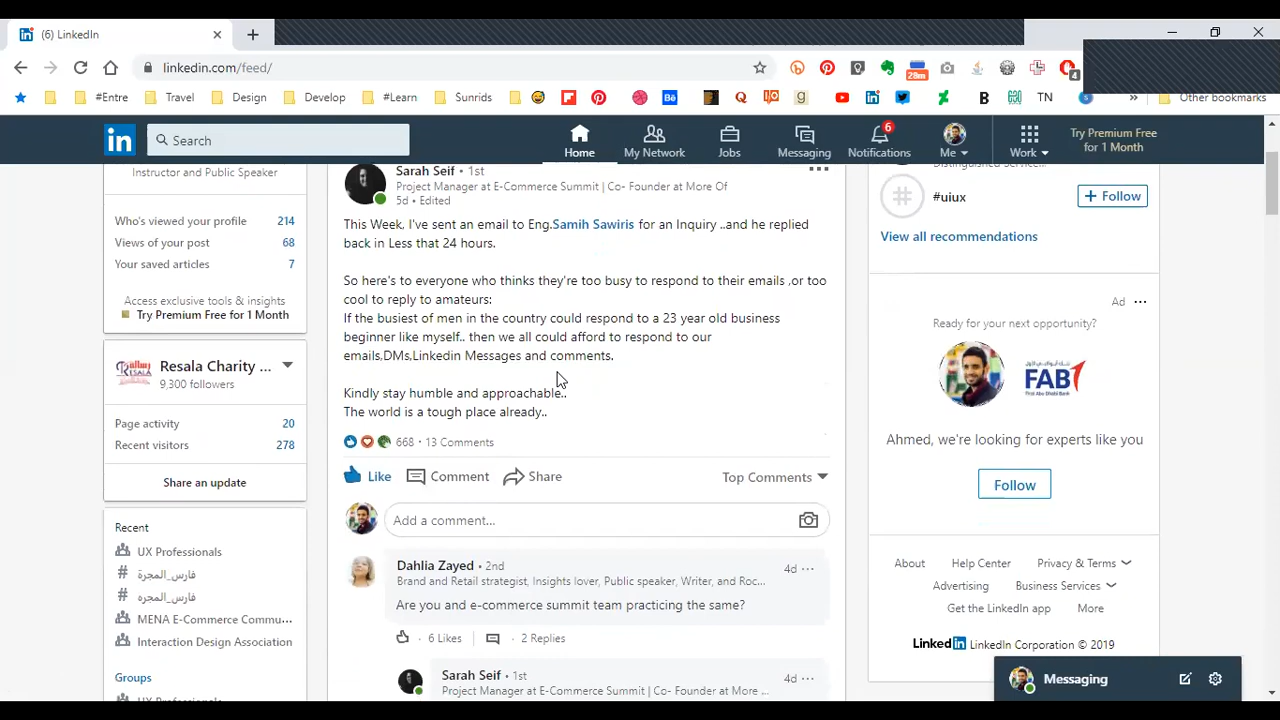 (6) LinkedIn
linkedin.com/feed/
28m
4
#Entre
Travel
Design
Develop
#Learn
Sunrids
TN
Other bookmarks
in
Search
Home
My Network
Jobs
Messaging
6
Notifications
Me
Work
Try Premium Free for 1 Month
Instructor and Public Speaker
Who's viewed your profile 214
Views of your post 68
Your saved articles 7
Access exclusive tools & insights
Try Premium Free for 1 Month
Resala Charity ...
9,300 followers
Page activity 20
Recent visitors 278
Share an update
Recent
UX Professionals
# فارس_المجرة
# فارس_المجره
MENA E-Commerce Commu...
Interaction Design Association
Groups
Sarah Seif • 1st
Project Manager at E-Commerce Summit | Co- Founder at More Of
5d • Edited
This Week, I've sent an email to Eng.Samih Sawiris for an Inquiry ..and he replied
back in Less that 24 hours.
So here's to everyone who thinks they're too busy to respond to their emails ,or too
cool to reply to amateurs:
If the busiest of men in the country could respond to a 23 year old business
beginner like myself.. then we all could afford to respond to our
emails,DMs,Linkedin Messages and comments.
Kindly stay humble and approachable..
The world is a tough place already..
668 • 13 Comments
Like
Comment
Share
Top Comments
Add a comment...
Dahlia Zayed • 2nd
4d
Brand and Retail strategist, Insights lover, Public speaker, Writer, and Roc...
Are you and e-commerce summit team practicing the same?
6 Likes
2 Replies
Sarah Seif • 1st
4d
Project Manager at E-Commerce Summit | Co- Founder at More ...
#uiux
+ Follow
View all recommendations
Ad
Ready for your next opportunity?
FAB
Ahmed, we're looking for experts like you
Follow
About
Help Center
Privacy & Terms
Advertising
Business Services
Get the LinkedIn app
More
Linked in LinkedIn Corporation © 2019
Messaging